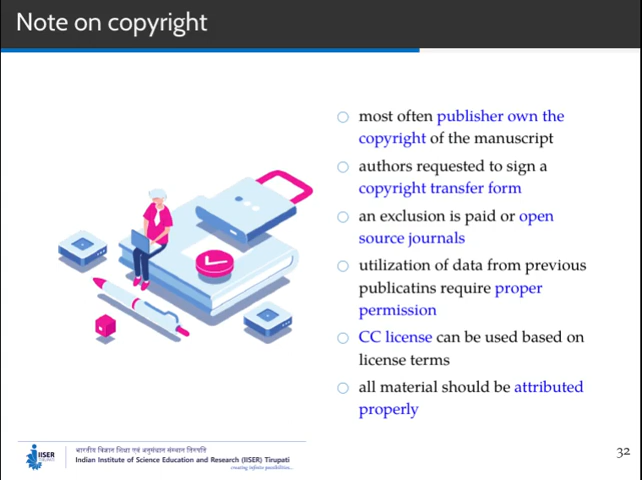 Note on copyright
most often publisher own the
copyright of the manuscript
authors requested to sign a
copyright transfer form
an exclusion is paid or open
source journals
utilization of data from previous
publicatins require proper
permission
CC license can be used based on
license terms
all material should be attributed
properly
IISER
भारतीय विज्ञान शिक्षा एवं अनुसंधान संस्थान तिरुपति
Indian Institute of Science Education and Research (IISER) Tirupati
creating infinite possibilities...
32